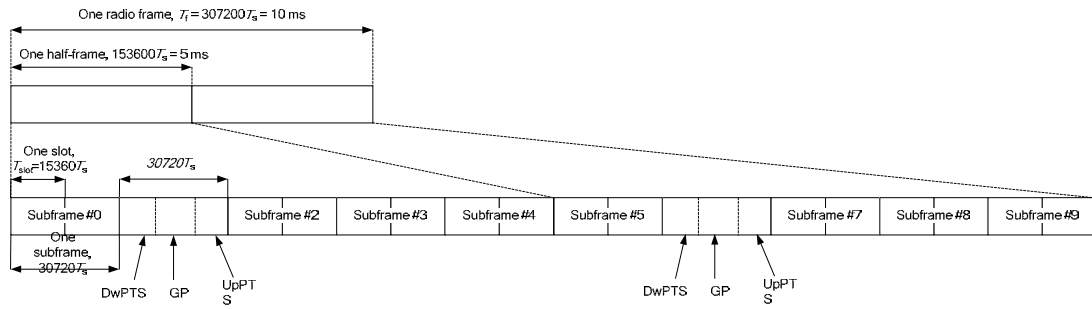 One radio frame, Tf = 307200Ts = 10 ms
One half-frame, 153600Ts = 5 ms
One slot,
Tslot=15360Ts
30720Ts
Subframe #0
Subframe #2
Subframe #3
Subframe #4
Subframe #5
Subframe #7
Subframe #8
Subframe #9
One
subframe,
30720Ts
DwPTS
GP
UpPT
S
DwPTS
GP
UpPT
S